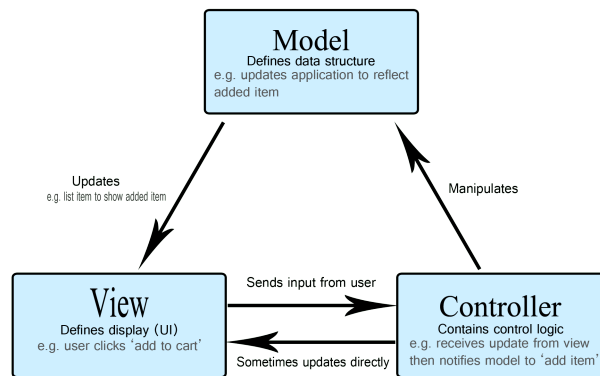 Model
Defines data structure
e.g. updates application to reflect
added item
Updates
e.g. list item to show added item
Manipulates
View
Defines display (UI)
e.g. user clicks ‘add to cart’
Sends input from user
Sometimes updates directly
Controller
Contains control logic
e.g. receives update from view
then notifies model to ‘add item’